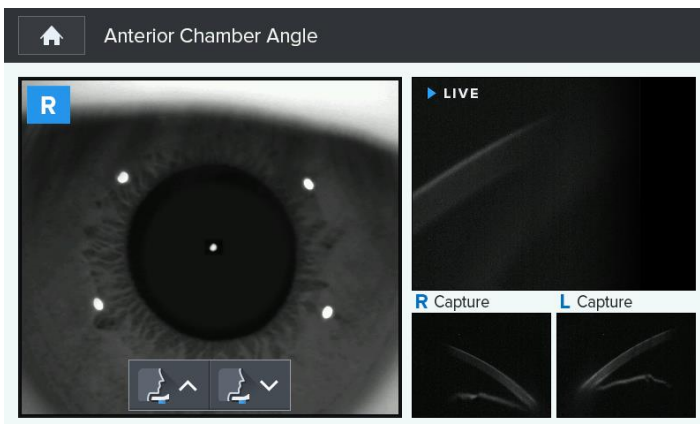 Anterior Chamber Angle
R
LIVE
R Capture
L Capture